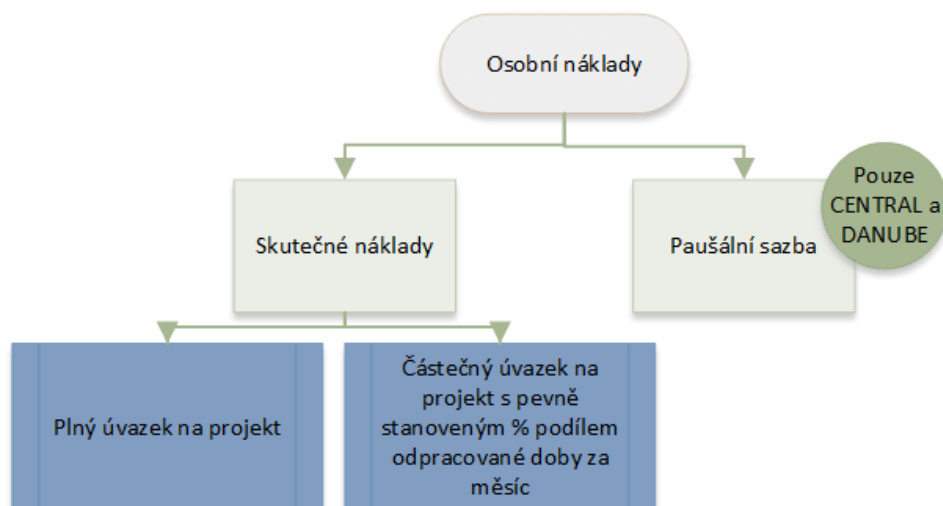 Osobní náklady
Pouze
CENTRAL a
DANUBE
Skutečné náklady
Paušální sazba
Plný úvazek na projekt
Částečný úvazek na
projekt s pevně
stanoveným % podílem
odpracované doby za
měsíc